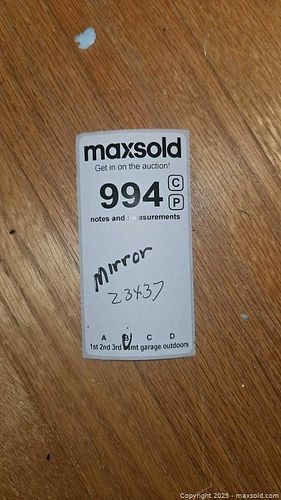 maxsold
Get in on the auction!
994 C
P
notes and measurements
Mirror
23x37
A B C D
1st 2nd 3rd bsmt garage outdoors
Copyright 2025 - maxsold.com